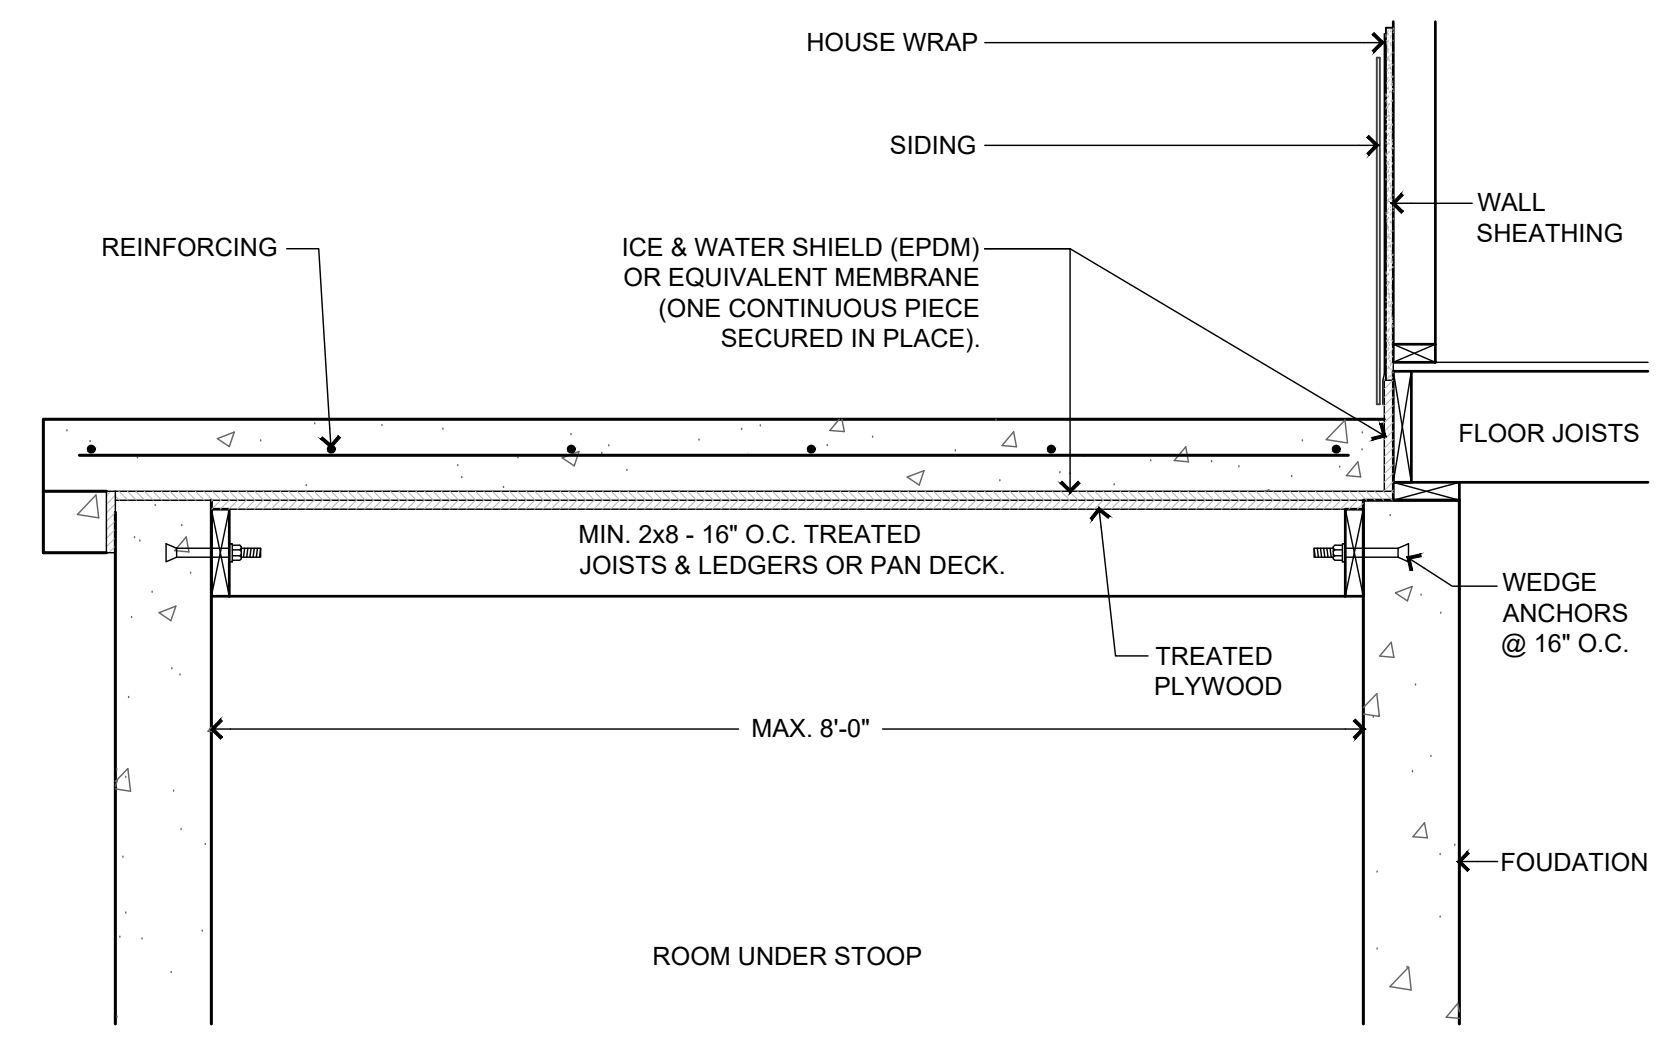 HOUSE WRAP
SIDING
WALL
SHEATHING
REINFORCING
ICE & WATER SHIELD (EPDM)
OR EQUIVALENT MEMBRANE
(ONE CONTINUOUS PIECE
SECURED IN PLACE).
FLOOR JOISTS
MIN. 2x8 - 16" O.C. TREATED
JOISTS & LEDGERS OR PAN DECK.
WEDGE
ANCHORS
@ 16" O.C.
TREATED
PLYWOOD
MAX. 8'-0"
FOUDATION
ROOM UNDER STOOP